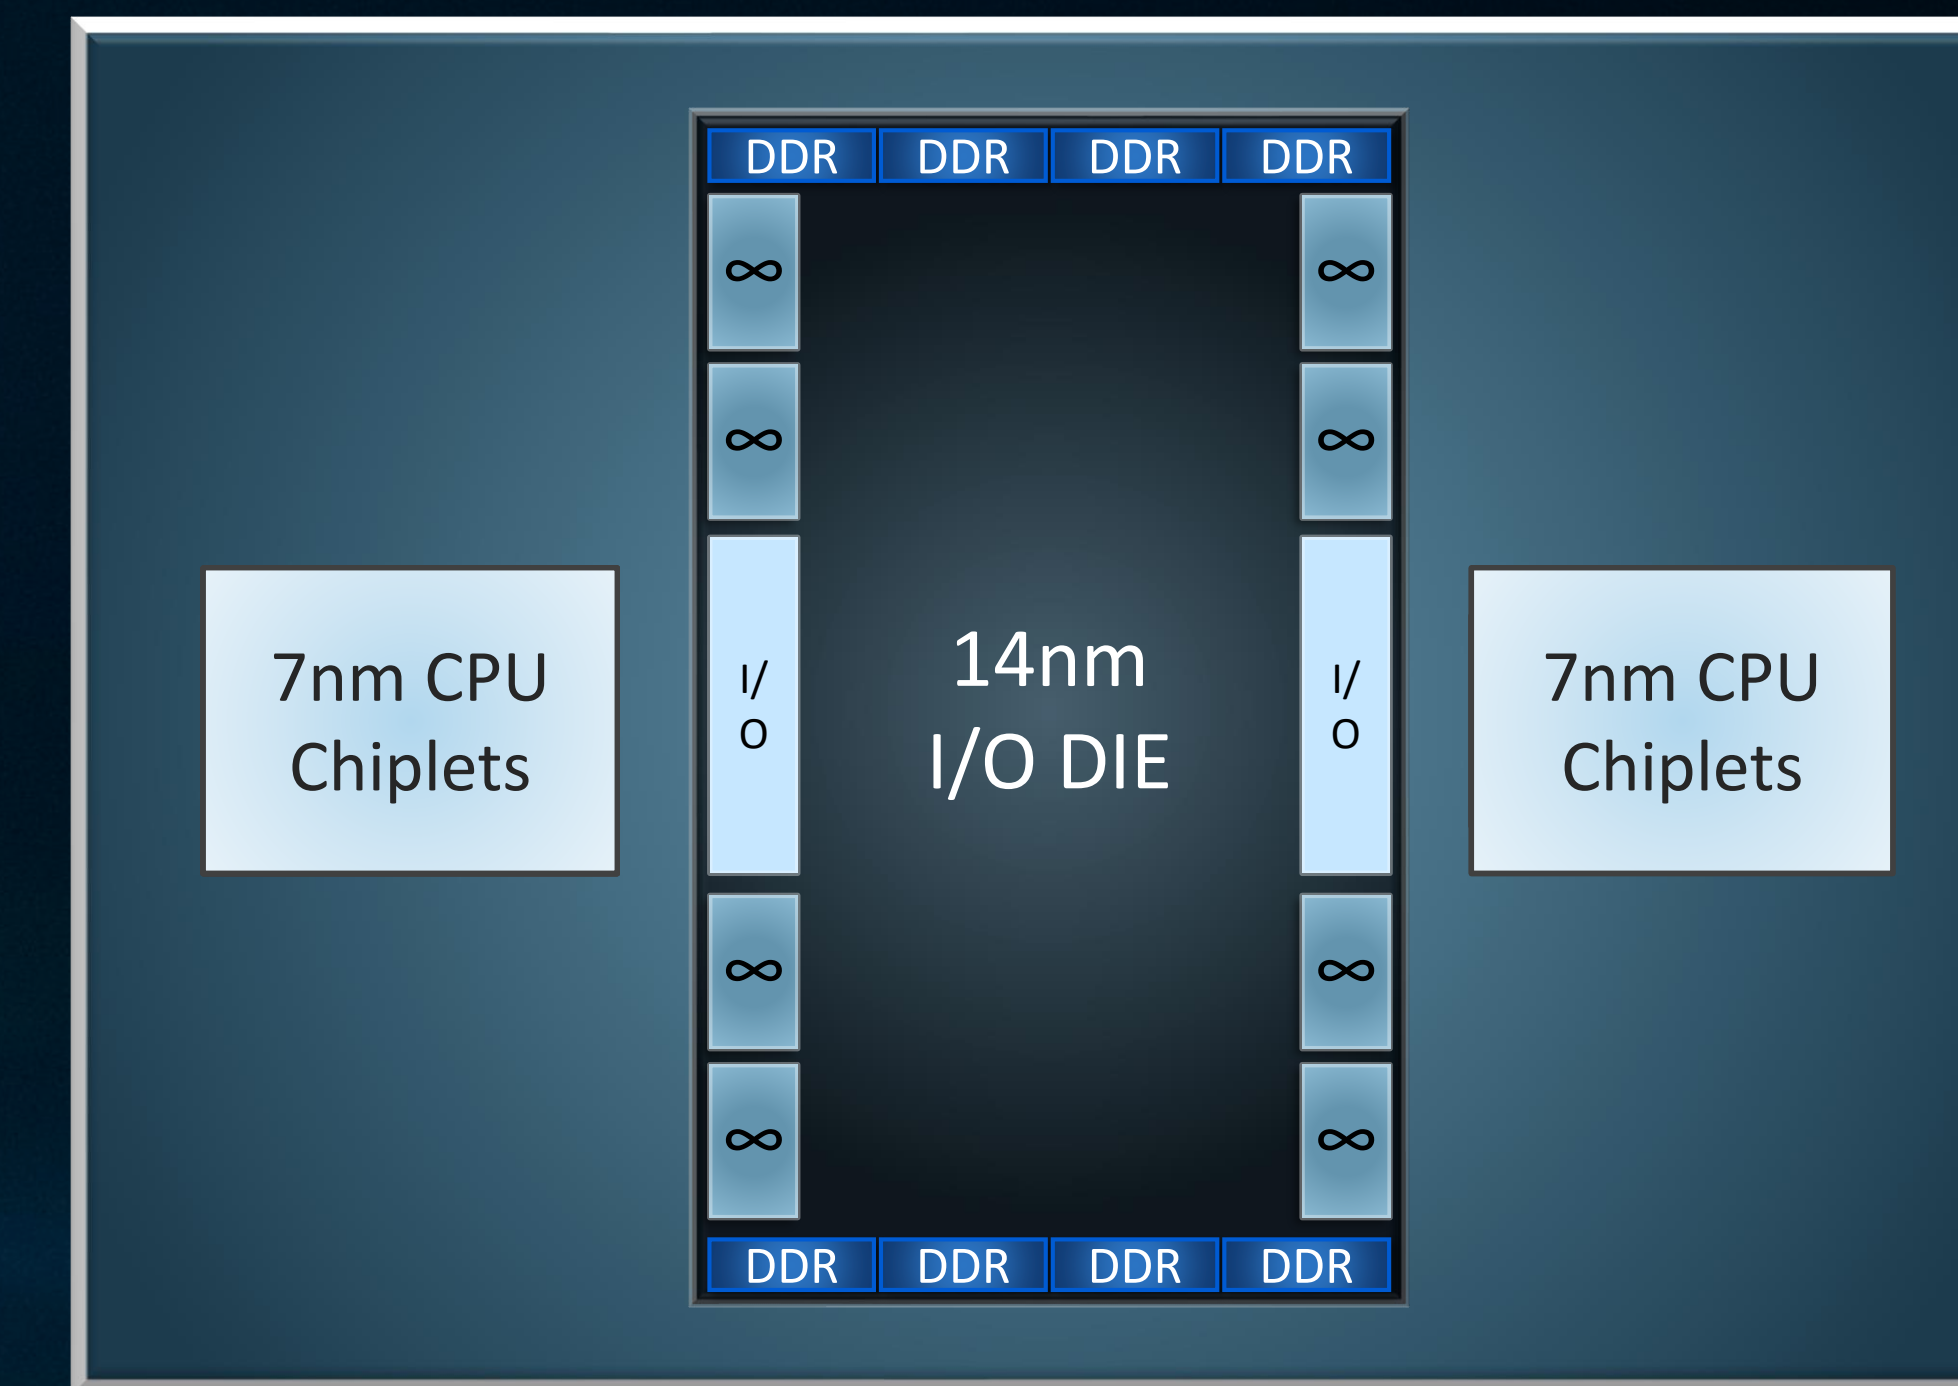 DDR DDR DDR DDR
∞ ∞
∞ ∞
7nm CPU
Chiplets
I/
O
14nm
I/O DIE
I/
O
7nm CPU
Chiplets
∞ ∞
∞ ∞
DDR DDR DDR DDR